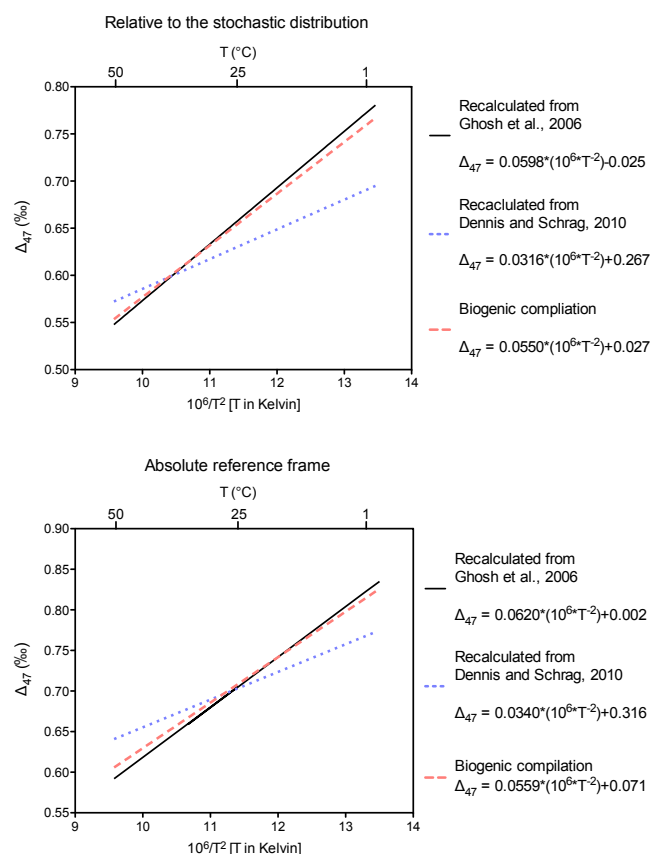 Relative to the stochastic distribution
T (°C)
50 25 1
0.80
0.75
0.70
0.65
0.60
0.55
0.50
Δ47 (‰)
9 10 11 12 13 14
10⁶/T² [T in Kelvin]
Recalculated from
Ghosh et al., 2006
Δ47 = 0.0598*(10⁶*T⁻²)-0.025
Recaclulated from
Dennis and Schrag, 2010
Δ47 = 0.0316*(10⁶*T⁻²)+0.267
Biogenic compliation
Δ47 = 0.0550*(10⁶*T⁻²)+0.027
Absolute reference frame
T (°C)
50 25 1
0.90
0.85
0.80
0.75
0.70
0.65
0.60
0.55
Δ47 (‰)
9 10 11 12 13 14
10⁶/T² [T in Kelvin]
Recalculated from
Ghosh et al., 2006
Δ47 = 0.0620*(10⁶*T⁻²)+0.002
Recalculated from
Dennis and Schrag, 2010
Δ47 = 0.0340*(10⁶*T⁻²)+0.316
Biogenic compilation
Δ47 = 0.0559*(10⁶*T⁻²)+0.071